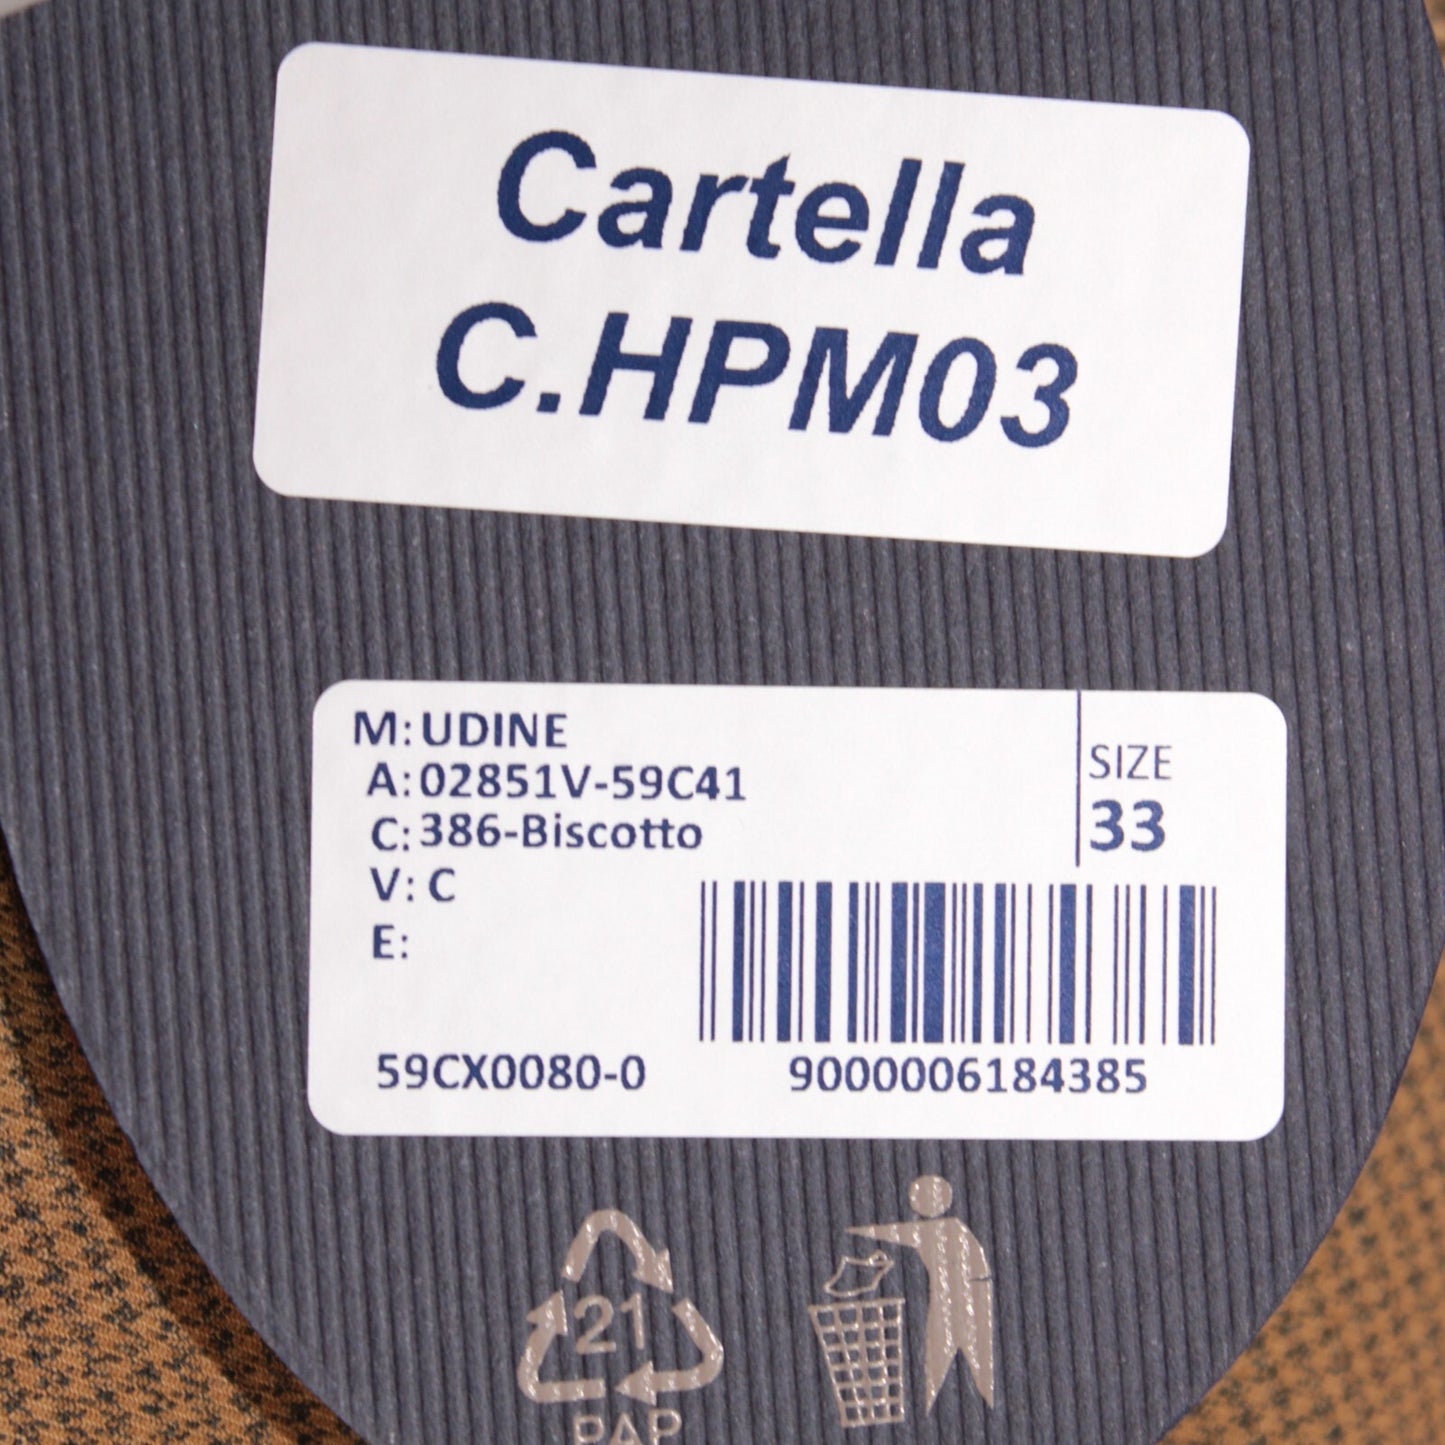 Cartella
C.HPM03
M: UDINE
A: 02851V-59C41
C: 386-Biscotto
V: C
E:
SIZE
33
59CX0080-0
9000006184385
21
PAP